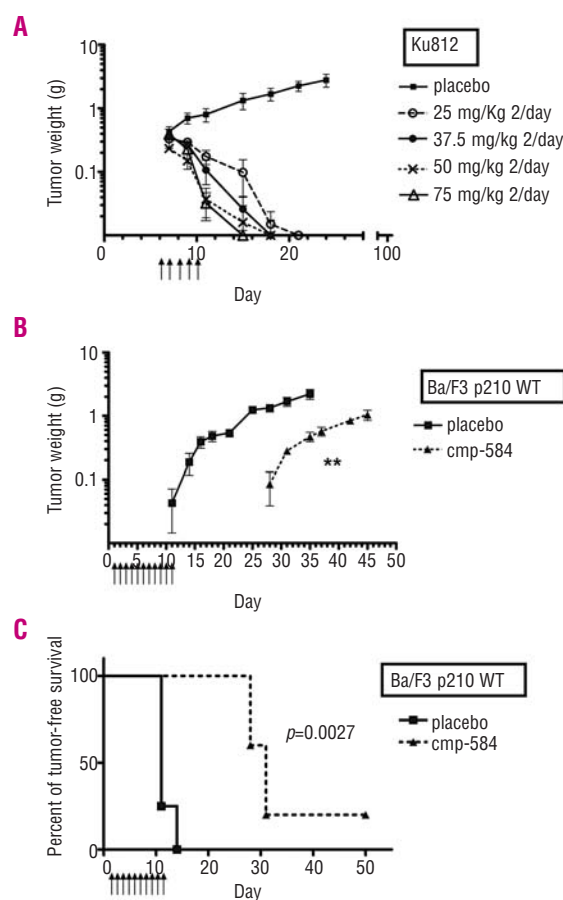 A
Ku812
Tumor weight (g)
10
1
0.1
0
10
20
100
Day
placebo
25 mg/Kg 2/day
37.5 mg/kg 2/day
50 mg/kg 2/day
75 mg/kg 2/day
B
Ba/F3 p210 WT
Tumor weight (g)
10
1
0.1
0 5 10 15 20 25 30 35 40 45 50
Day
placebo
cmp-584
**
C
Ba/F3 p210 WT
Percent of tumor-free survival
100
50
0
0 10 20 30 40 50
Day
placebo
cmp-584
p=0.0027